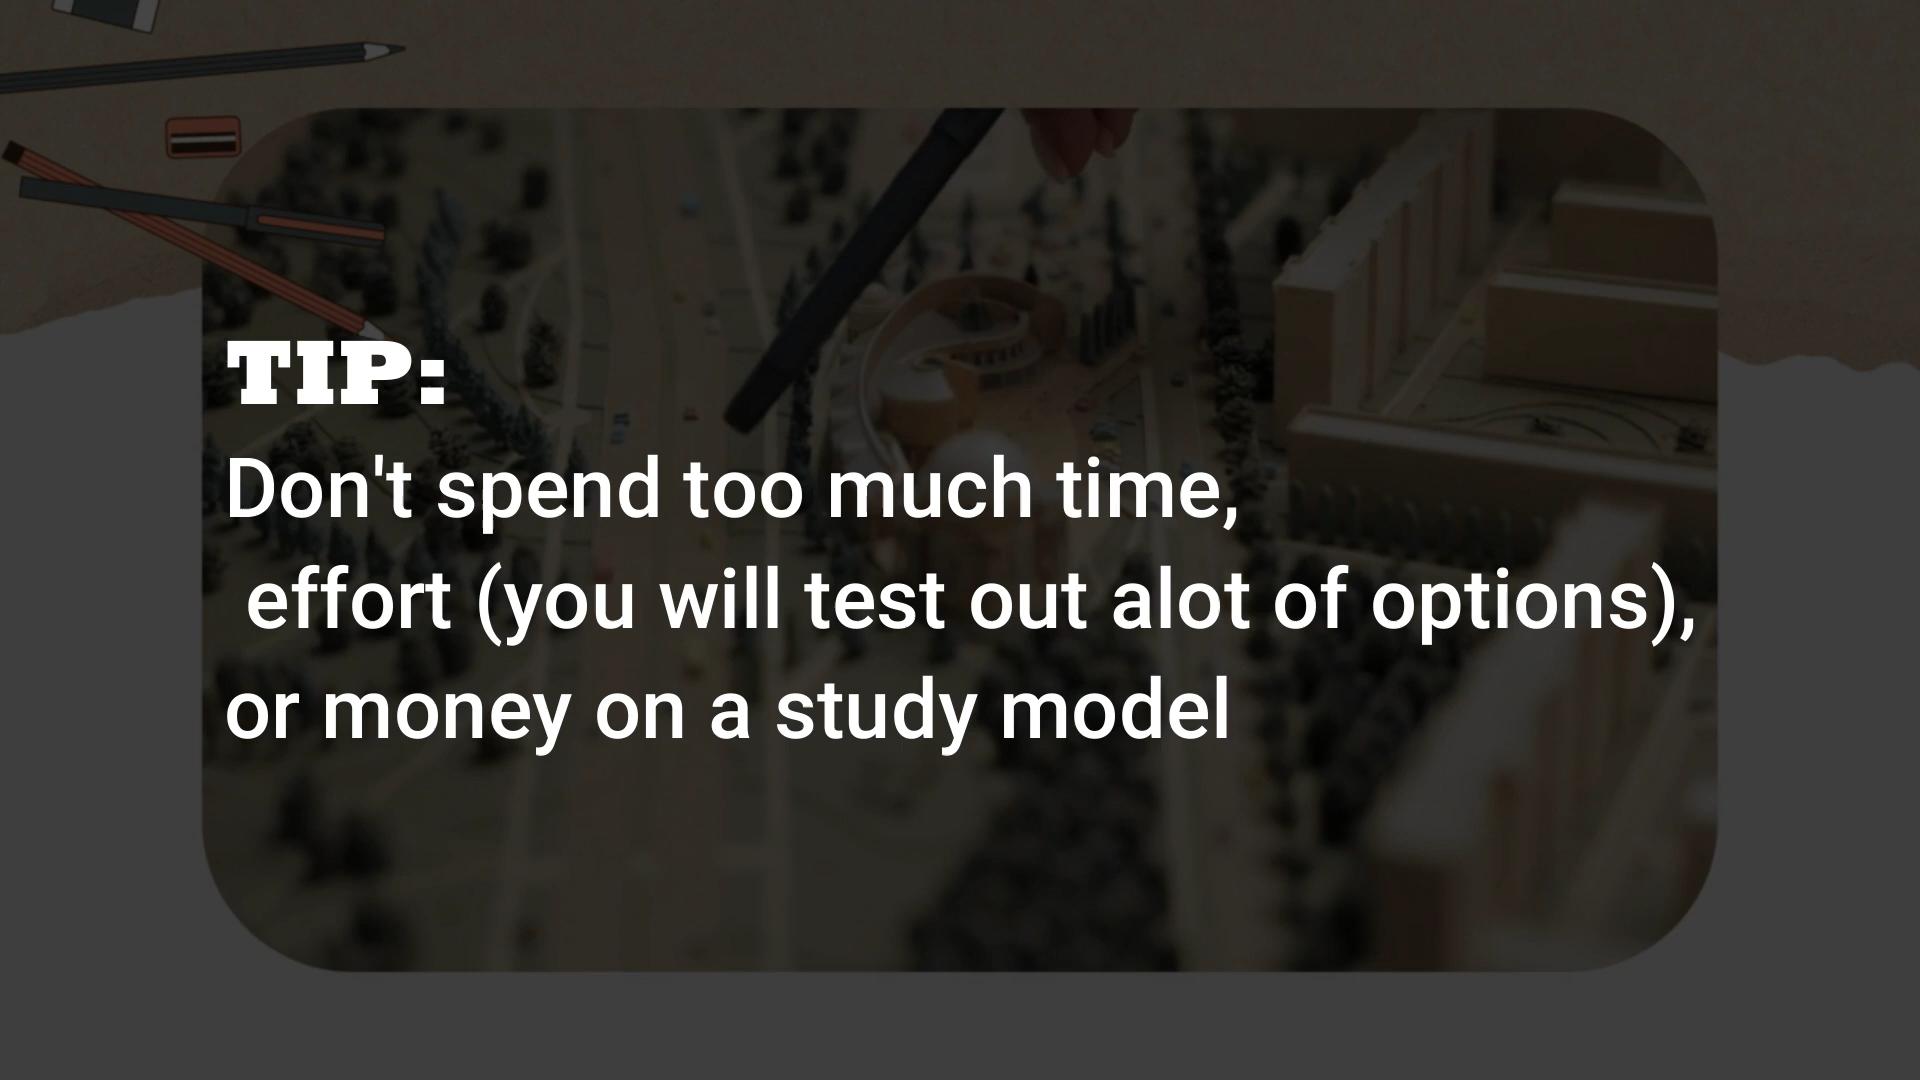 TIP:
Don't spend too much time,
effort (you will test out alot of options),
or money on a study model